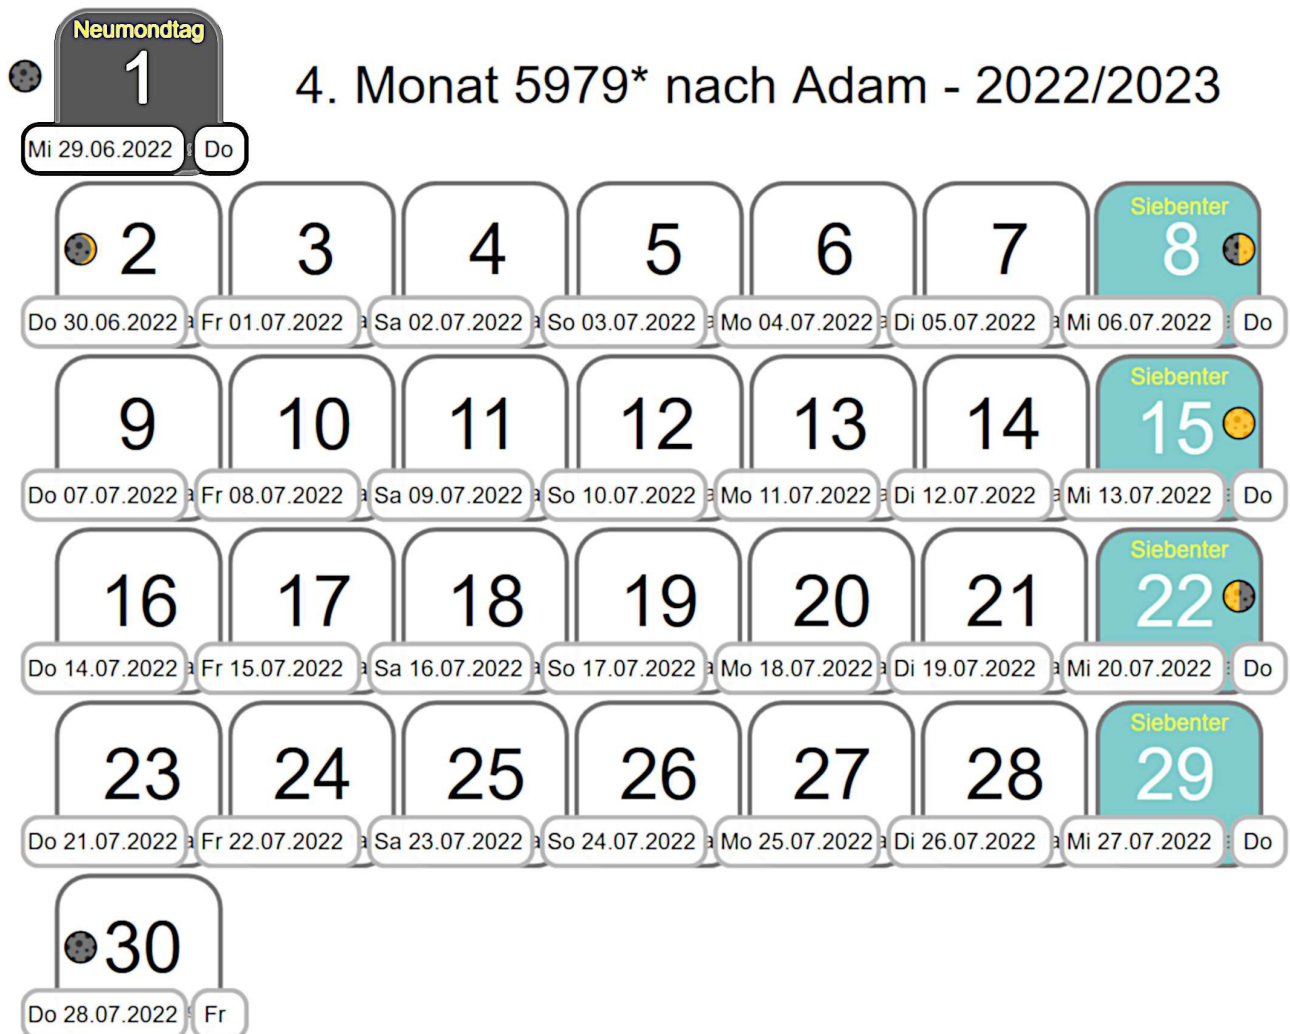 Neumondtag
1
4. Monat 5979* nach Adam - 2022/2023
Mi 29.06.2022 Do
2 3 4 5 6 7 Siebenter 8
Do 30.06.2022 Fr 01.07.2022 Sa 02.07.2022 So 03.07.2022 Mo 04.07.2022 Di 05.07.2022 Mi 06.07.2022 Do
Siebenter
9 10 11 12 13 14 15
Do 07.07.2022 Fr 08.07.2022 Sa 09.07.2022 So 10.07.2022 Mo 11.07.2022 Di 12.07.2022 Mi 13.07.2022 Do
Siebenter
16 17 18 19 20 21 22
Do 14.07.2022 Fr 15.07.2022 Sa 16.07.2022 So 17.07.2022 Mo 18.07.2022 Di 19.07.2022 Mi 20.07.2022 Do
Siebenter
23 24 25 26 27 28 29
Do 21.07.2022 Fr 22.07.2022 Sa 23.07.2022 So 24.07.2022 Mo 25.07.2022 Di 26.07.2022 Mi 27.07.2022 Do
30
Do 28.07.2022 Fr